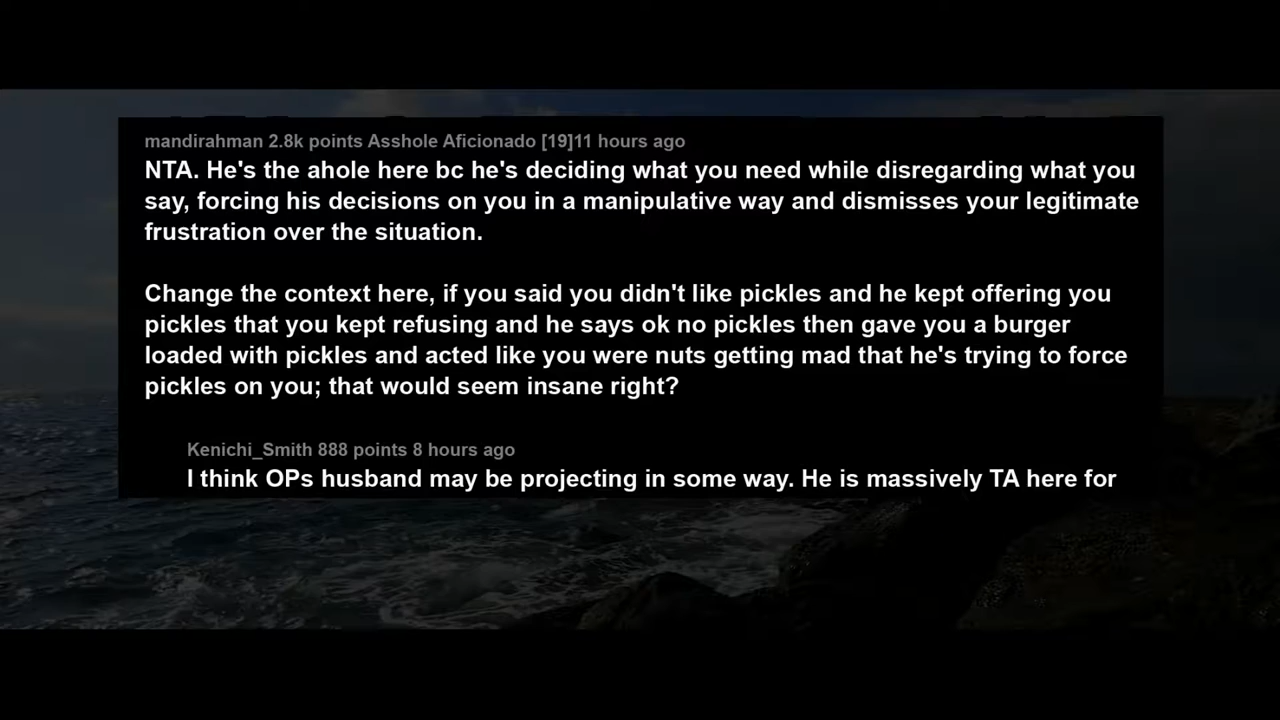 mandirahman 2.8k points Asshole Aficionado [19]11 hours ago
NTA. He's the ahole here bc he's deciding what you need while disregarding what you
say, forcing his decisions on you in a manipulative way and dismisses your legitimate
frustration over the situation.
Change the context here, if you said you didn't like pickles and he kept offering you
pickles that you kept refusing and he says ok no pickles then gave you a burger
loaded with pickles and acted like you were nuts getting mad that he's trying to force
pickles on you; that would seem insane right?
Kenichi_Smith 888 points 8 hours ago
I think OPs husband may be projecting in some way. He is massively TA here for